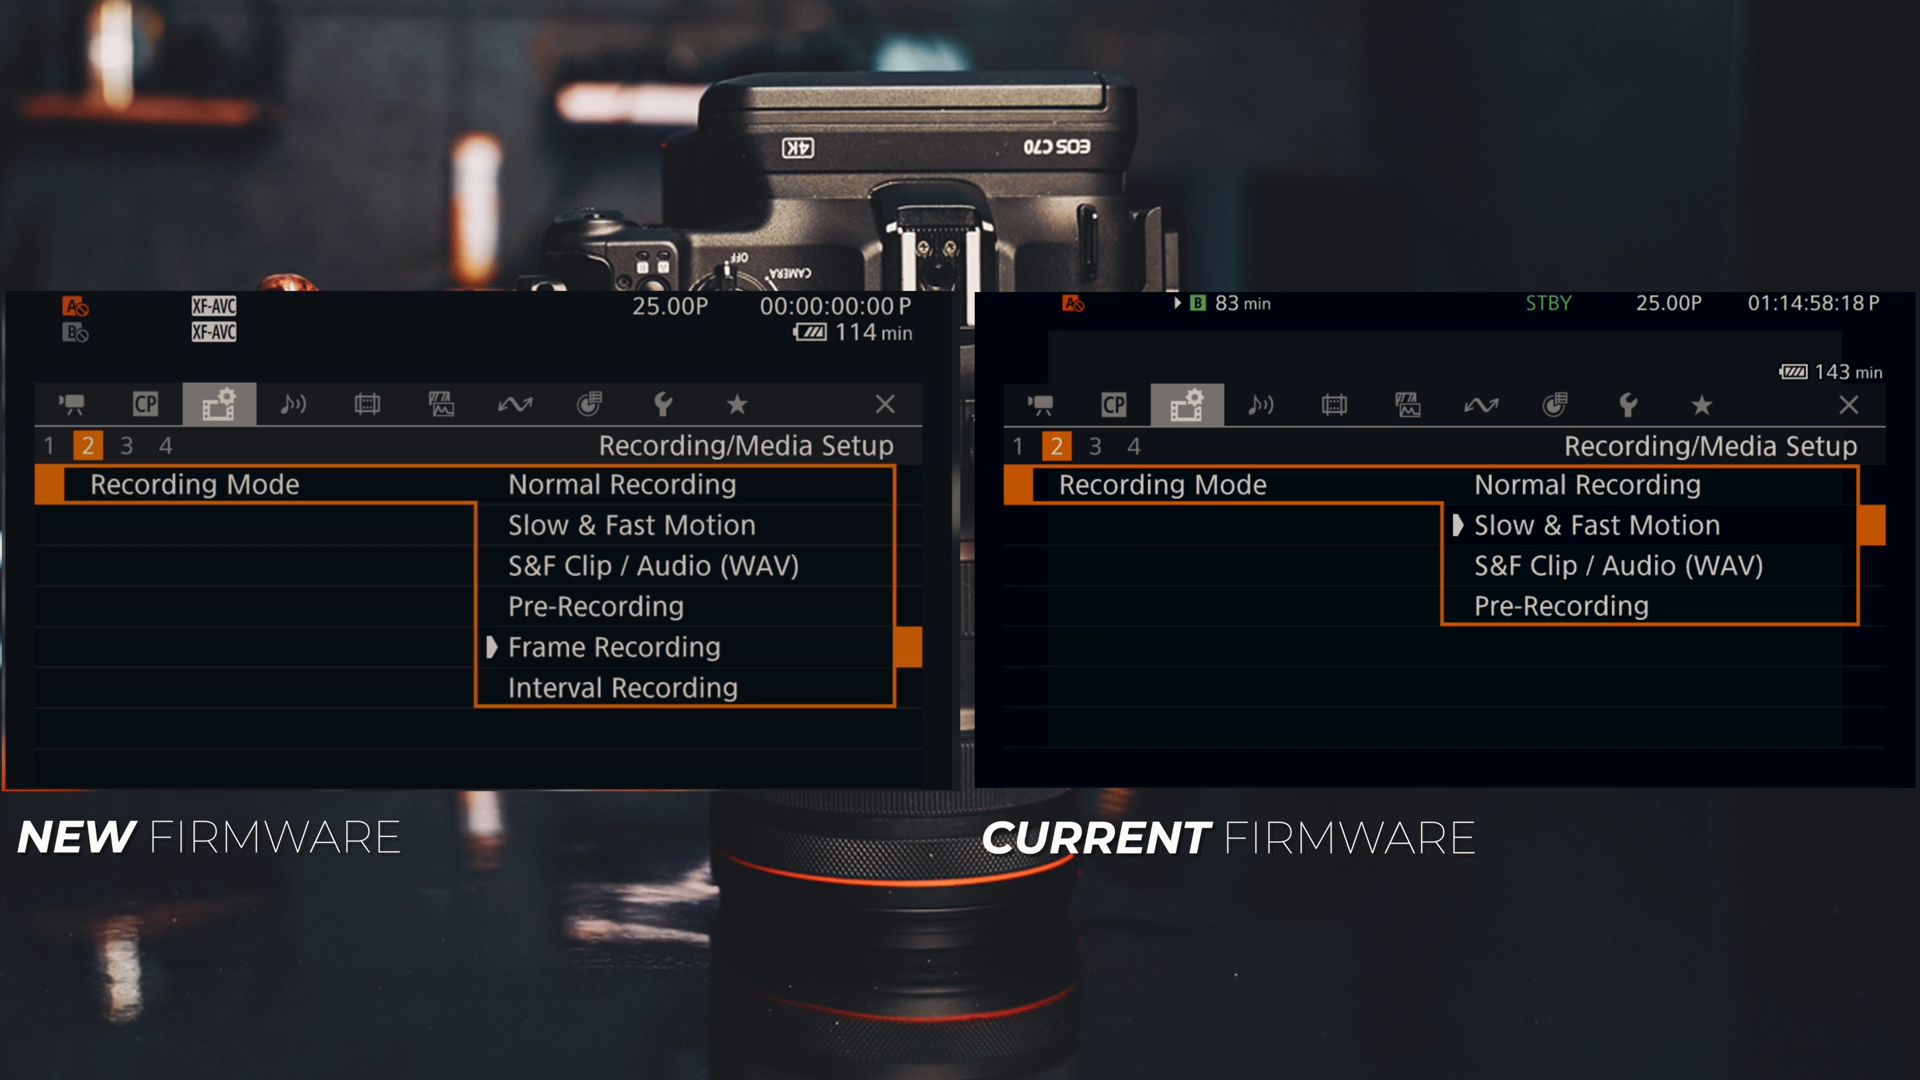 4K
EOS C70
OFF
CAMERA
A
XF-AVC
25.00P
00:00:00:00 P
B
XF-AVC
114 min
CP
1 2 3 4
Recording/Media Setup
Recording Mode
Normal Recording
Slow & Fast Motion
S&F Clip / Audio (WAV)
Pre-Recording
Frame Recording
Interval Recording
NEW FIRMWARE
A
B 83 min
STBY
25.00P
01:14:58:18 P
143 min
CP
1 2 3 4
Recording/Media Setup
Recording Mode
Normal Recording
Slow & Fast Motion
S&F Clip / Audio (WAV)
Pre-Recording
CURRENT FIRMWARE